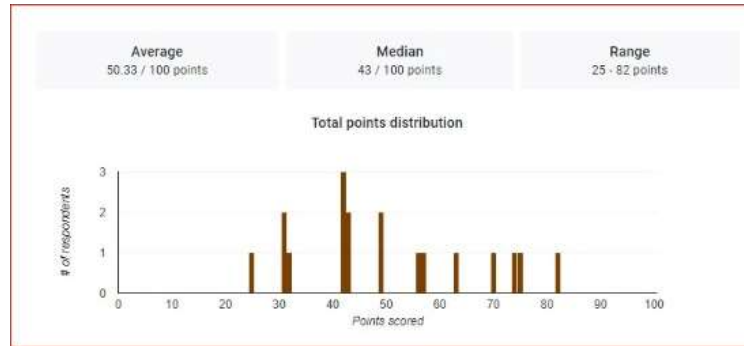 Average
50.33 / 100 points
Median
43 / 100 points
Range
25 - 82 points
Total points distribution
# of respondents
3
2
1
0
0 10 20 30 40 50 60 70 80 90 100
Points scored